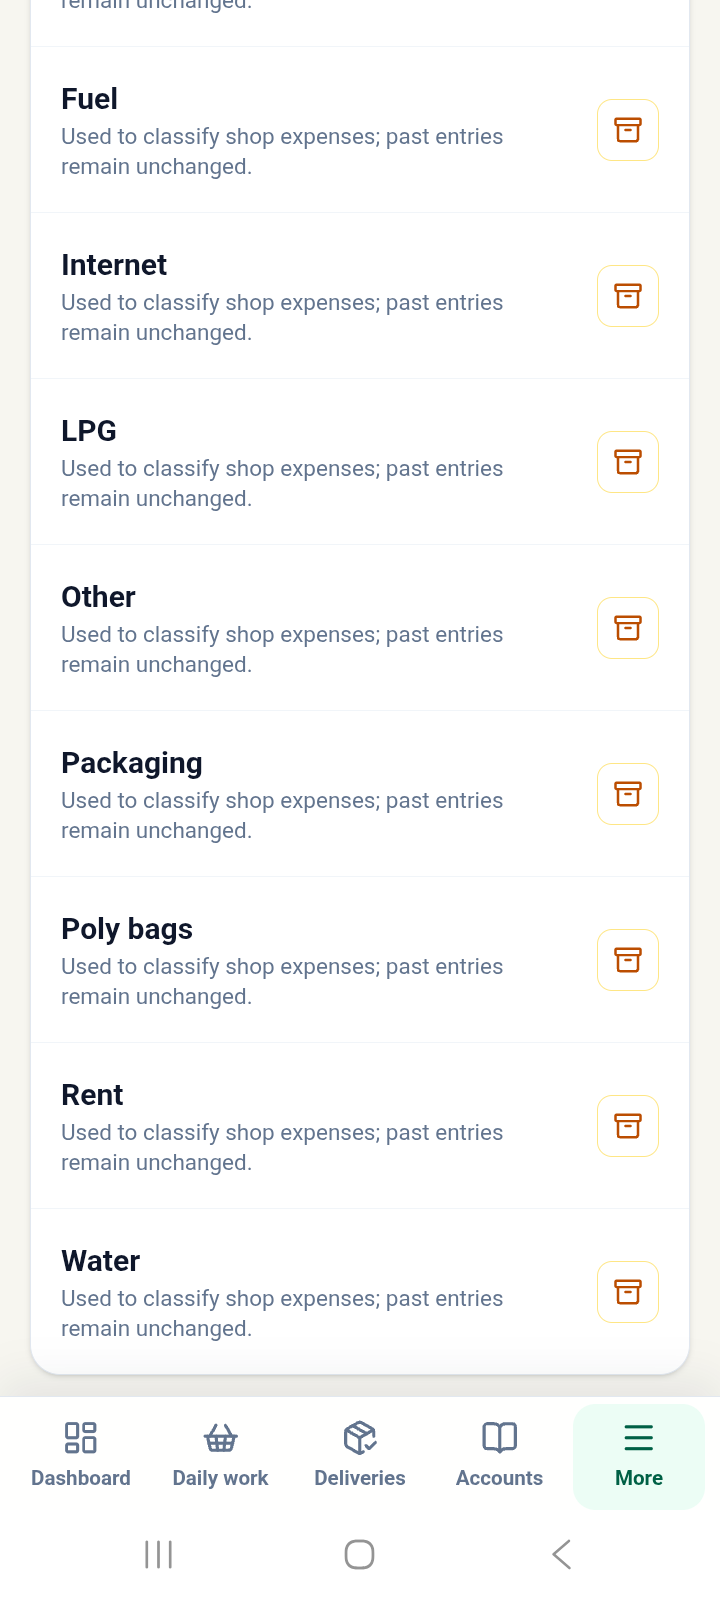 remain unchanged.
Fuel
Used to classify shop expenses; past entries
remain unchanged.
Internet
Used to classify shop expenses; past entries
remain unchanged.
LPG
Used to classify shop expenses; past entries
remain unchanged.
Other
Used to classify shop expenses; past entries
remain unchanged.
Packaging
Used to classify shop expenses; past entries
remain unchanged.
Poly bags
Used to classify shop expenses; past entries
remain unchanged.
Rent
Used to classify shop expenses; past entries
remain unchanged.
Water
Used to classify shop expenses; past entries
remain unchanged.
Dashboard Daily work Deliveries Accounts More